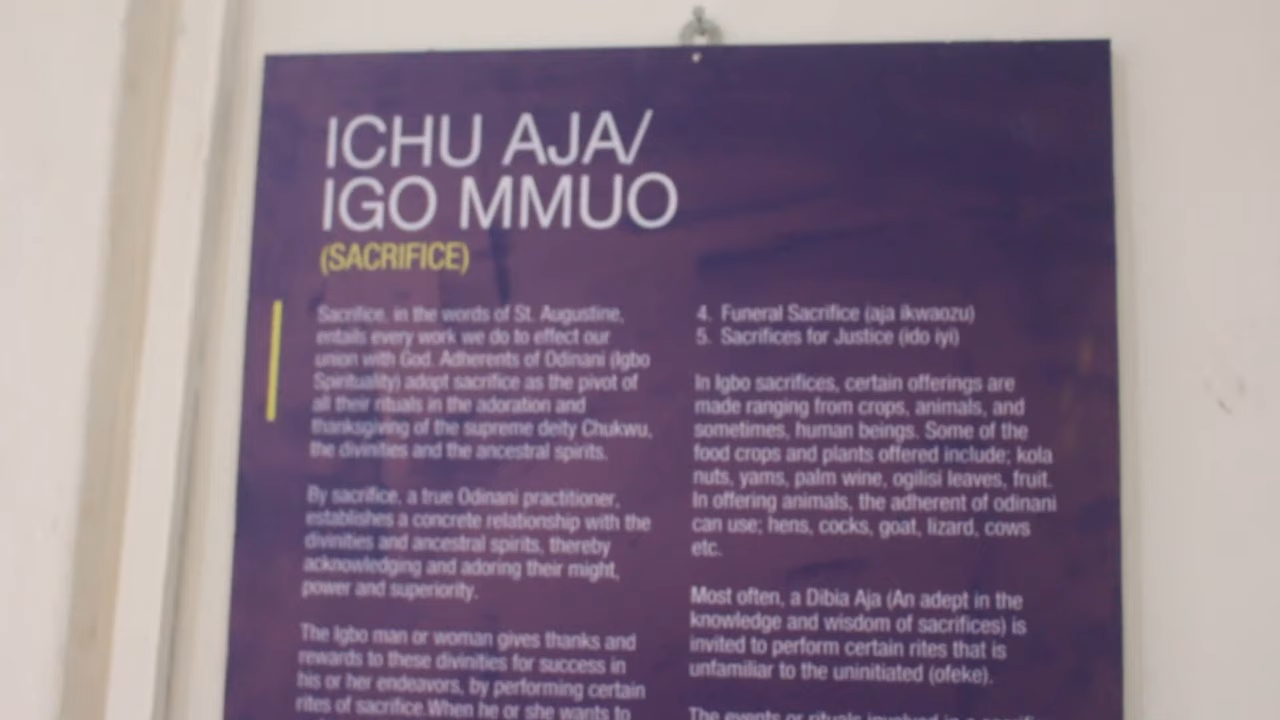 ICHU AJA/
IGO MMUO
(SACRIFICE)
Sacrifice, in the words of St. Augustine,
entails every work we do to effect our
union with God. Adherents of Odinani (Igbo
Spirituality) adopt sacrifice as the pivot of
all their rituals in the adoration and
thanksgiving of the supreme deity Chukwu,
the divinities and the ancestral spirits.
By sacrifice, a true Odinani practitioner,
establishes a concrete relationship with the
divinities and ancestral spirits, thereby
acknowledging and adoring their might,
power and superiority.
The Igbo man or woman gives thanks and
rewards to these divinities for success in
his or her endeavors, by performing certain
rites of sacrifice.When he or she wants to
4. Funeral Sacrifice (aja ikwaozu)
5. Sacrifices for Justice (ido iyi)
In Igbo sacrifices, certain offerings are
made ranging from crops, animals, and
sometimes, human beings. Some of the
food crops and plants offered include; kola
nuts, yams, palm wine, ogilisi leaves, fruit.
In offering animals, the adherent of odinani
can use; hens, cocks, goat, lizard, cows
etc.
Most often, a Dibia Aja (An adept in the
knowledge and wisdom of sacrifices) is
invited to perform certain rites that is
unfamiliar to the uninitiated (ofeke).
The events or rituals involved in a